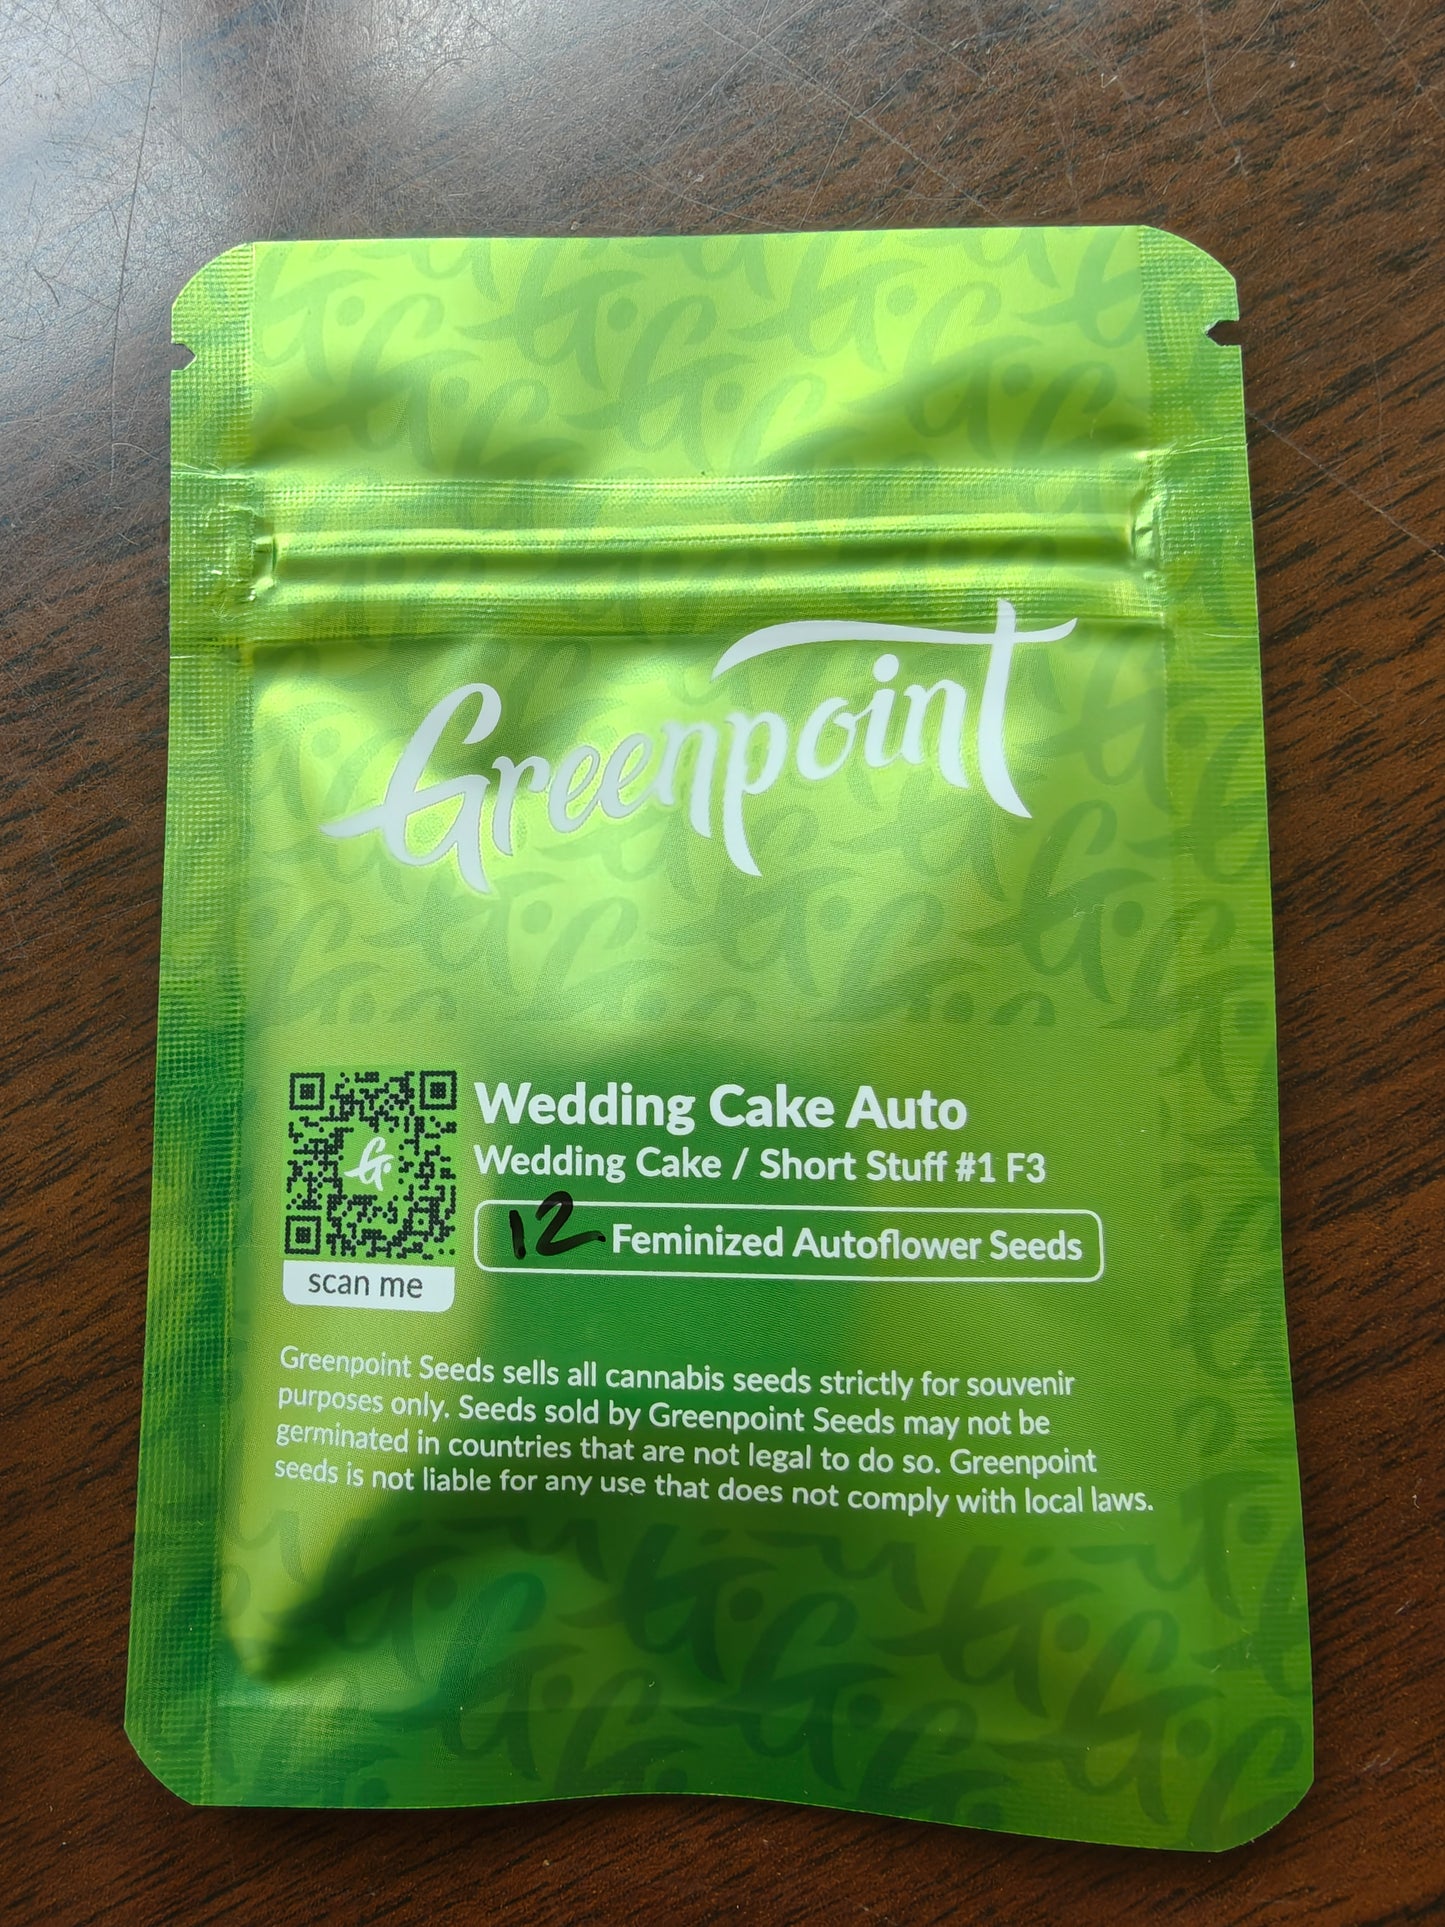 Greenpoint
Wedding Cake Auto
Wedding Cake / Short Stuff #1 F3
12 Feminized Autoflower Seeds
scan me
Greenpoint Seeds sells all cannabis seeds strictly for souvenir
purposes only. Seeds sold by Greenpoint Seeds may not be
germinated in countries that are not legal to do so. Greenpoint
seeds is not liable for any use that does not comply with local laws.